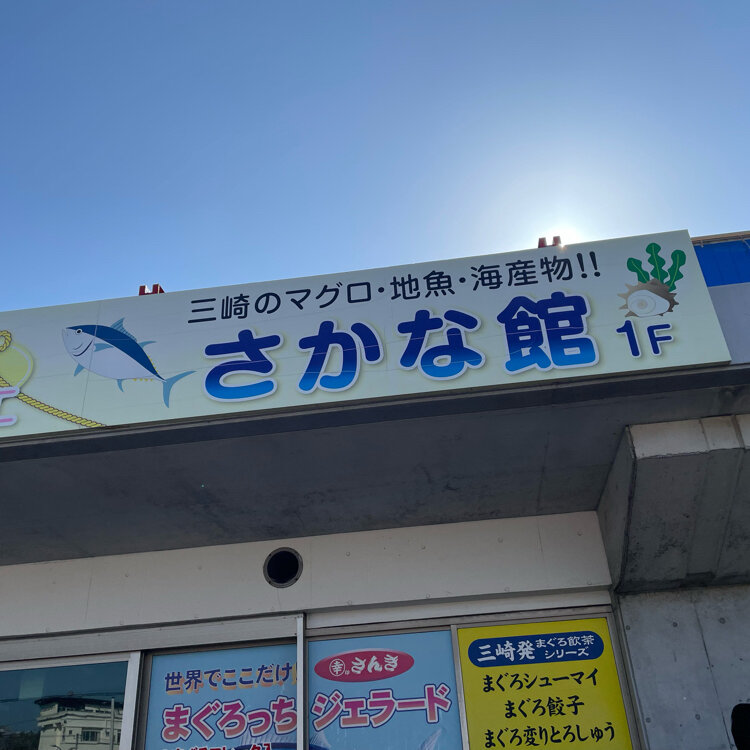 三崎のマグロ・地魚・海産物!!
さかな館 1F
世界でここだけ!
まぐろっち
幸 さんき
ジェラード
三崎発 まぐろ飲茶
シリーズ
まぐろシューマイ
まぐろ餃子
まぐろ変りとろしゅう